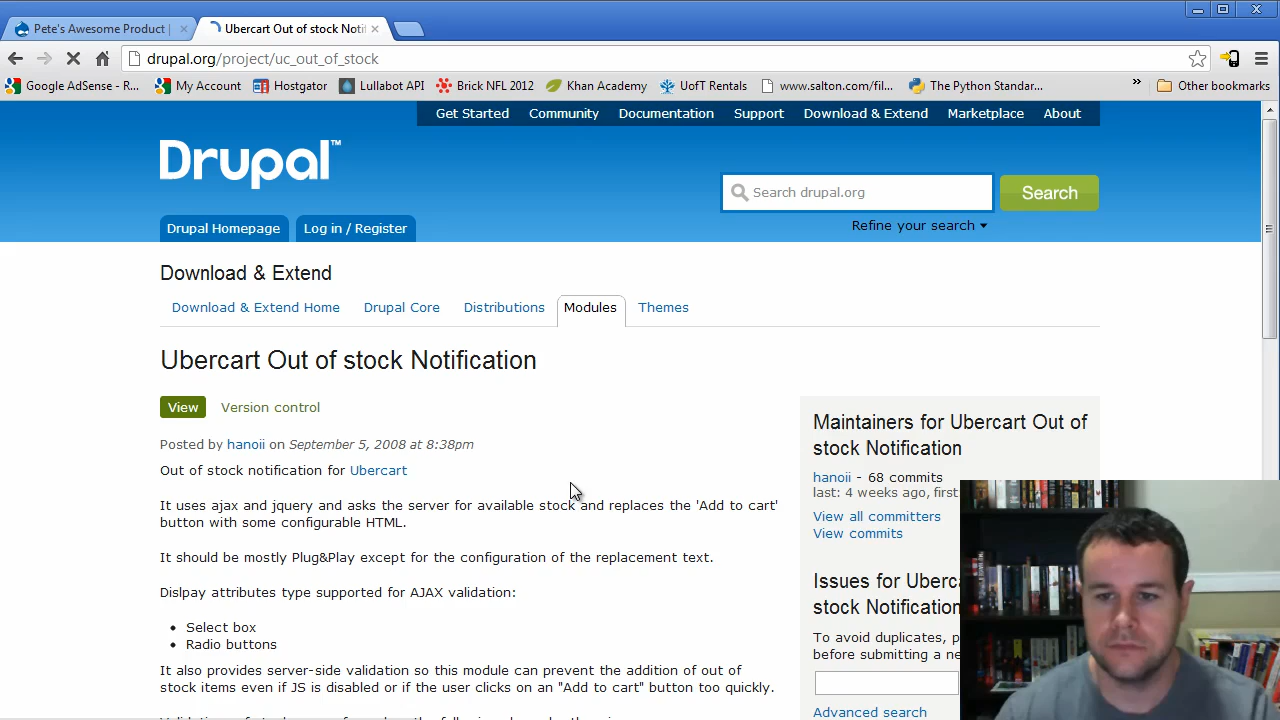 Pete's Awesome Product |
Ubercart Out of stock Notif
drupal.org/project/uc_out_of_stock
Google AdSense - R...
My Account
Hostgator
Lullabot API
Brick NFL 2012
Khan Academy
UofT Rentals
www.salton.com/fil...
The Python Standar...
»
Other bookmarks
Get Started
Community
Documentation
Support
Download & Extend
Marketplace
About
Drupal™
Search drupal.org
Search
Refine your search
Drupal Homepage
Log in / Register
Download & Extend
Download & Extend Home
Drupal Core
Distributions
Modules
Themes
Ubercart Out of stock Notification
View
Version control
Posted by hanoii on September 5, 2008 at 8:38pm
Out of stock notification for Ubercart
It uses ajax and jquery and asks the server for available stock and replaces the 'Add to cart'
button with some configurable HTML.
It should be mostly Plug&Play except for the configuration of the replacement text.
Dislpay attributes type supported for AJAX validation:
Select box
Radio buttons
It also provides server-side validation so this module can prevent the addition of out of
stock items even if JS is disabled or if the user clicks on an "Add to cart" button too quickly.
Maintainers for Ubercart Out of
stock Notification
hanoii - 68 commits
last: 4 weeks ago, first
View all committers
View commits
Issues for Uberca
stock Notification
To avoid duplicates, p
before submitting a ne
Advanced search